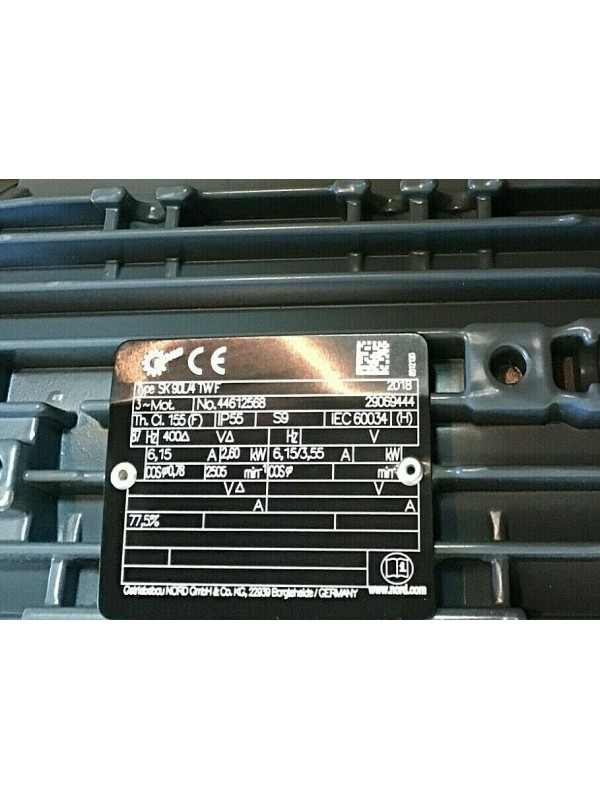 CE
Type SK 90L/4 TW F 2018
3~Mot. No. 44612568 29069444
Th. Cl. 155 (F) IP55 S9 IEC 60034 (H)
87 Hz 400Δ VΔ Hz V
6,15 A 2,60 kW 6,15/3,55 A kW
COSφ0,78 2505 min⁻¹ COSφ min⁻¹
VΔ V
A A
77,5%
Getriebebau NORD GmbH & Co. KG, 22939 Bargteheide / GERMANY www.nord.com